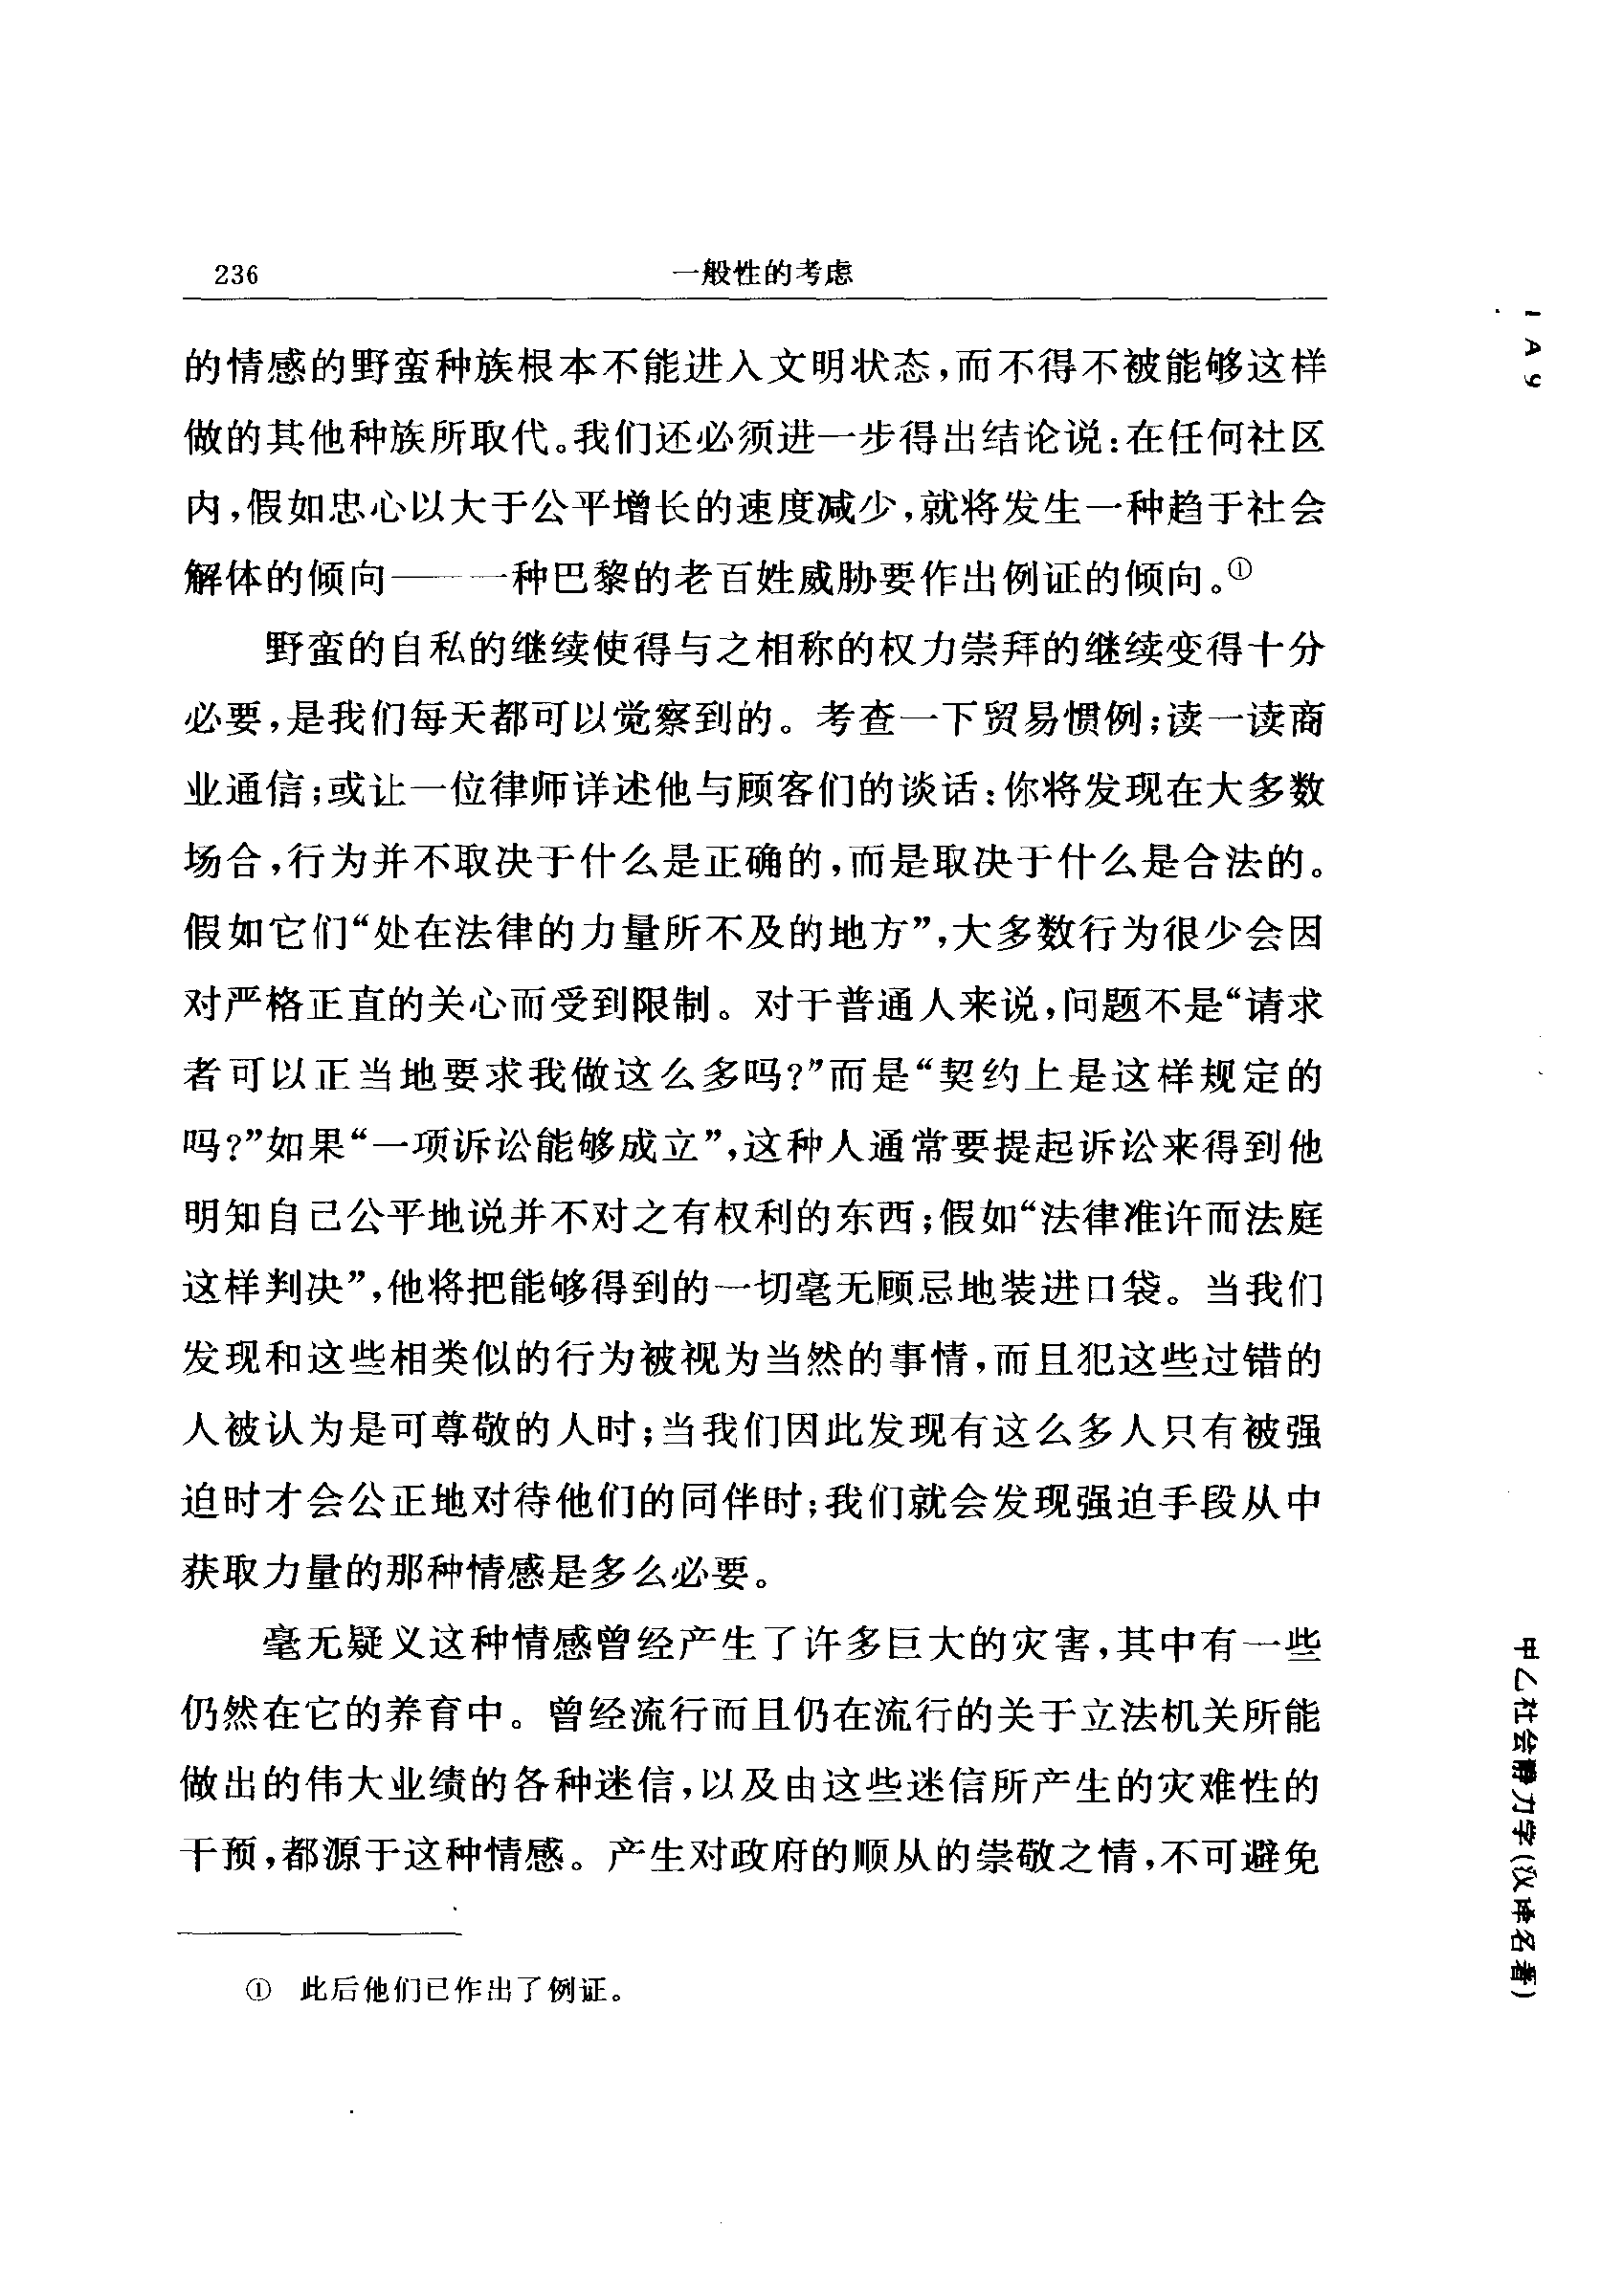 236
一般性的考虑
的情感的野蛮种族根本不能进入文明状态,而不得不被能够这样
做的其他种族所取代。我们还必须进一步得出结论说:在任何社区
内,假如忠心以大于公平增长的速度减少,就将发生一种趋于社会
解体的倾向——一种巴黎的老百姓威胁要作出例证的倾向。①
野蛮的自私的继续使得与之相称的权力崇拜的继续变得十分
必要,是我们每天都可以觉察到的。考查一下贸易惯例;读一读商
业通信;或让一位律师详述他与顾客们的谈话:你将发现在大多数
场合,行为并不取决于什么是正确的,而是取决于什么是合法的。
假如它们“处在法律的力量所不及的地方”,大多数行为很少会因
对严格正直的关心而受到限制。对于普通人来说,问题不是“请求
者可以正当地要求我做这么多吗?”而是“契约上是这样规定的
吗?”如果“一项诉讼能够成立”,这种人通常要提起诉讼来得到他
明知自己公平地说并不对之有权利的东西;假如“法律准许而法庭
这样判决”,他将把能够得到的一切毫无顾忌地装进口袋。当我们
发现和这些相类似的行为被视为当然的事情,而且犯这些过错的
人被认为是可尊敬的人时;当我们因此发现有这么多人只有被强
迫时才会公正地对待他们的同伴时;我们就会发现强迫手段从中
获取力量的那种情感是多么必要。
毫无疑义这种情感曾经产生了许多巨大的灾害,其中有一些
仍然在它的养育中。曾经流行而且仍在流行的关于立法机关所能
做出的伟大业绩的各种迷信,以及由这些迷信所产生的灾难性的
干预,都源于这种情感。产生对政府的顺从的崇敬之情,不可避免
① 此后他们已作出了例证。
1A9
甲乙社会静力学(汉译名著)